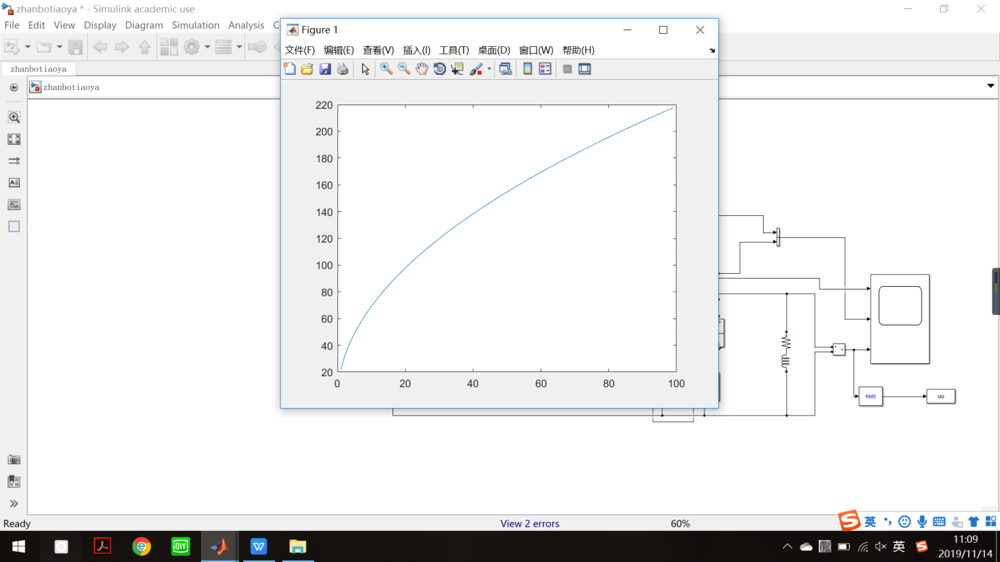 zhanbotiaoya * - Simulink academic use
File Edit View Display Diagram Simulation Analysis
Figure 1
文件(F) 编辑(E) 查看(V) 插入(I) 工具(T) 桌面(D) 窗口(W) 帮助(H)
zhanbotiaoya
zhanbotiaoya
220
200
180
160
140
120
100
80
60
40
20
0 20 40 60 80 100
RMS
uo
Ready
View 2 errors
60%
英
iQIY
英
11:09
2019/11/14